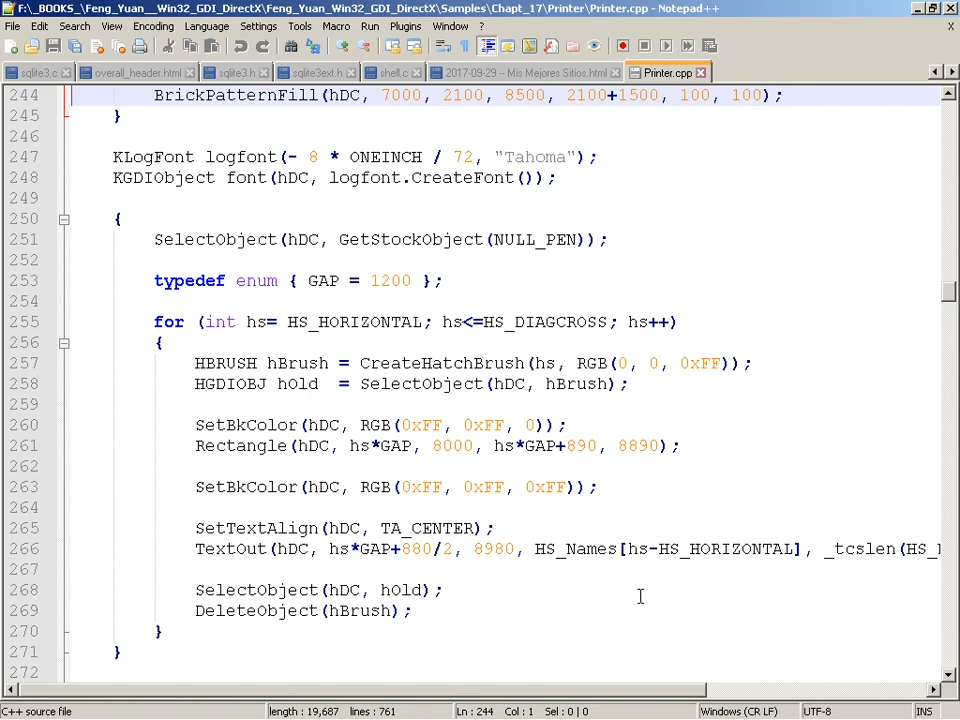 F:\_BOOKS_\Feng_Yuan__Win32_GDI_DirectX\Feng_Yuan_Win32_GDI_DirectX\Samples\Chapt_17\Printer\Printer.cpp - Notepad++
File Edit Search View Encoding Language Settings Tools Macro Run Plugins Window ? X
sqlite3.c overall_header.html sqlite3.h sqlite3ext.h shell.c 2017-09-29 – Mis Mejores Sitios.html Printer.cpp
244 BrickPatternFill(hDC, 7000, 2100, 8500, 2100+1500, 100, 100);
245 }
246
247 KLogFont logfont(- 8 * ONEINCH / 72, "Tahoma");
248 KGDIObject font(hDC, logfont.CreateFont());
249
250 {
251 SelectObject(hDC, GetStockObject(NULL_PEN));
252
253 typedef enum { GAP = 1200 };
254
255 for (int hs= HS_HORIZONTAL; hs<=HS_DIAGCROSS; hs++)
256 {
257 HBRUSH hBrush = CreateHatchBrush(hs, RGB(0, 0, 0xFF));
258 HGDIOBJ hOld  = SelectObject(hDC, hBrush);
259
260 SetBkColor(hDC, RGB(0xFF, 0xFF, 0));
261 Rectangle(hDC, hs*GAP, 8000, hs*GAP+890, 8890);
262
263 SetBkColor(hDC, RGB(0xFF, 0xFF, 0xFF));
264
265 SetTextAlign(hDC, TA_CENTER);
266 TextOut(hDC, hs*GAP+880/2, 8980, HS_Names[hs-HS_HORIZONTAL], _tcslen(HS_
267
268 SelectObject(hDC, hOld);
269 DeleteObject(hBrush);
270 }
271 }
272
C++ source file length : 19,687 lines : 761 Ln : 244 Col : 1 Sel : 0 | 0 Windows (CR LF) UTF-8 INS